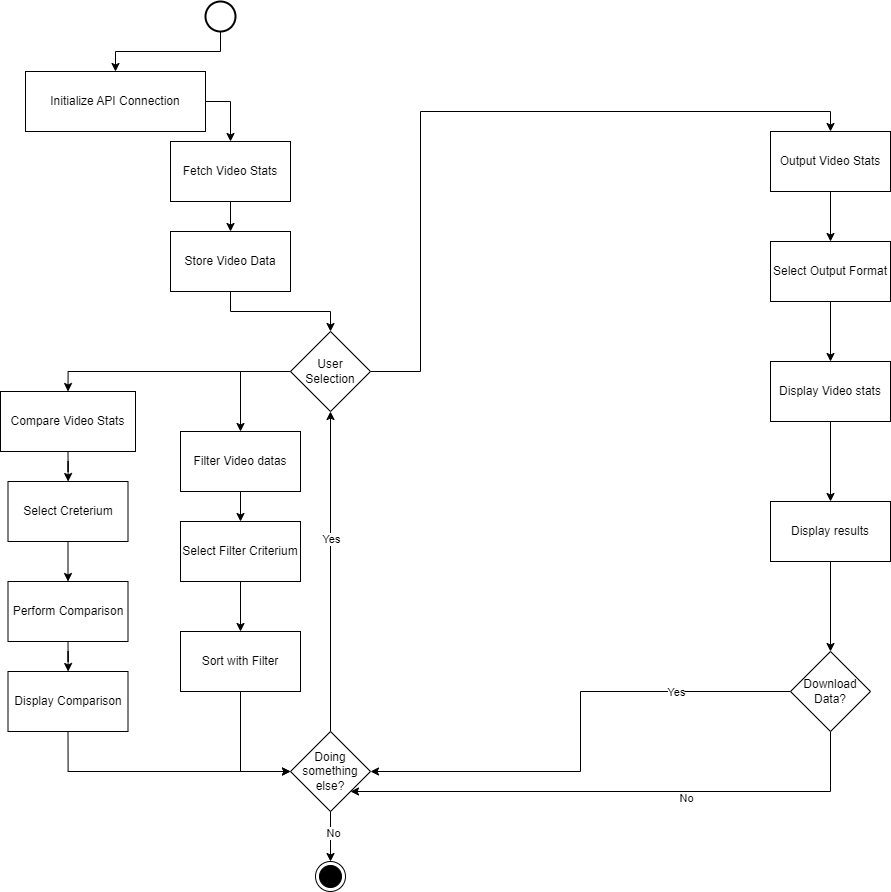 Initialize API Connection
Fetch Video Stats
Store Video Data
User
Selection
Compare Video Stats
Select Creterium
Perform Comparison
Display Comparison
Filter Video datas
Select Filter Criterium
Sort with Filter
Output Video Stats
Select Output Format
Display Video stats
Display results
Download
Data?
Yes
No
Doing
something
else?
Yes
No